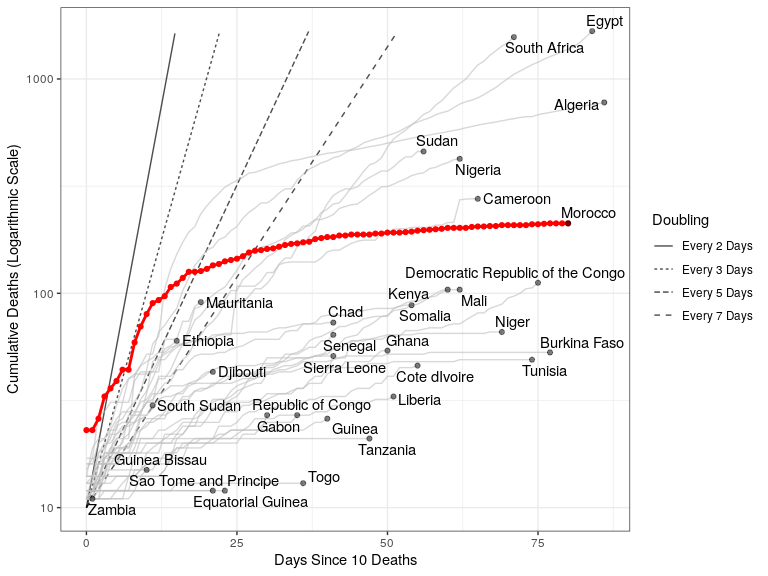 Egypt
South Africa
Algeria
Sudan
Nigeria
Cameroon
Morocco
Democratic Republic of the Congo
Kenya
Mali
Mauritania
Somalia
Chad
Niger
Ethiopia
Senegal
Ghana
Burkina Faso
Sierra Leone
Djibouti
Tunisia
Cote dIvoire
South Sudan
Republic of Congo
Liberia
Gabon
Guinea
Tanzania
Guinea Bissau
Sao Tome and Principe
Togo
Equatorial Guinea
Zambia
1000
100
10
0
25
50
75
Days Since 10 Deaths
Cumulative Deaths (Logarithmic Scale)
Doubling
Every 2 Days
Every 3 Days
Every 5 Days
Every 7 Days